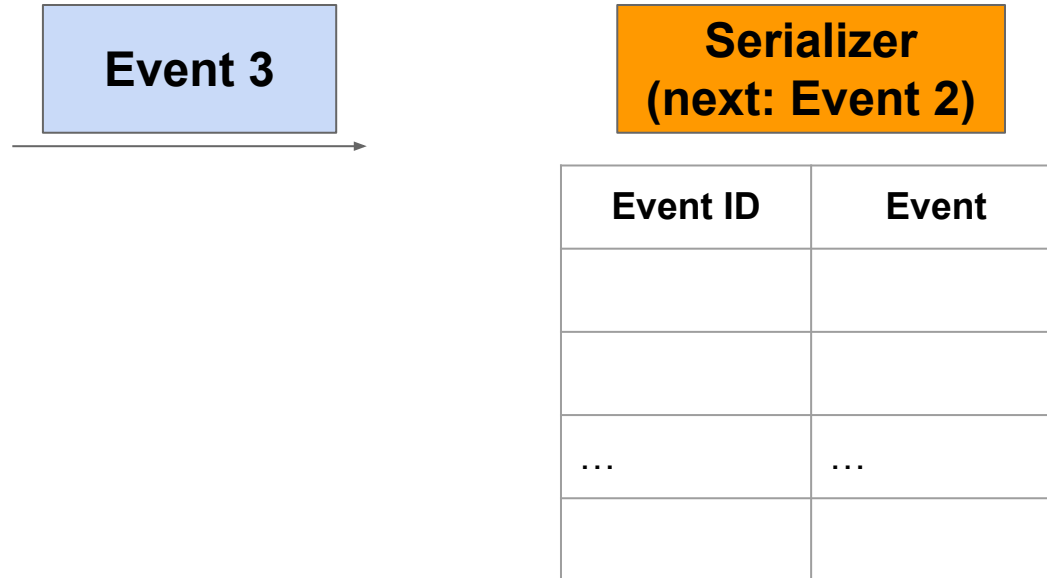 Event 3
Serializer
(next: Event 2)
Event ID
Event
...
...